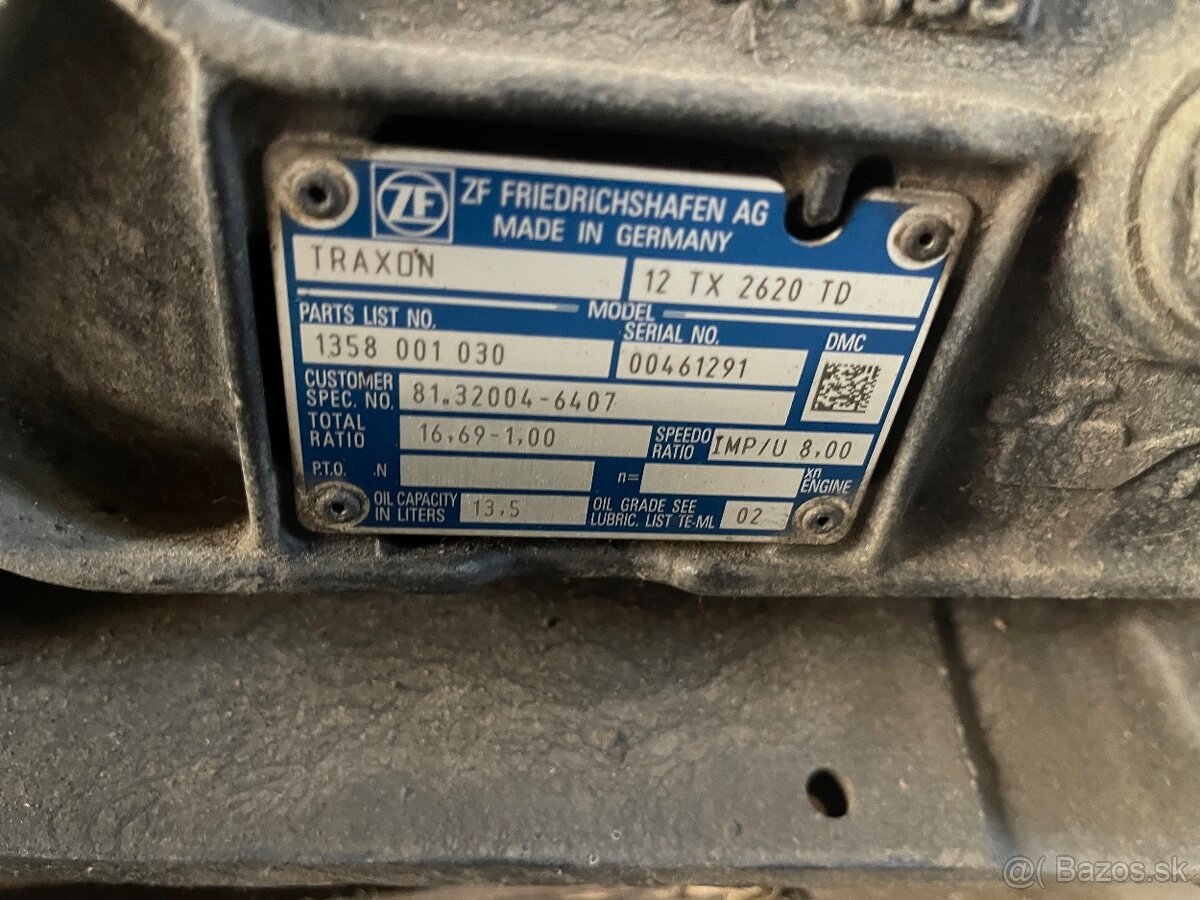 ZF ZF FRIEDRICHSHAFEN AG
MADE IN GERMANY
TRAXON 12 TX 2620 TD
MODEL
PARTS LIST NO. SERIAL NO. DMC
1358 001 030 00461291
CUSTOMER
SPEC. NO. 81.32004-6407
TOTAL
RATIO 16,69-1,00 SPEEDO
RATIO IMP/U 8,00
P.T.O. N n= xn
ENGINE
OIL CAPACITY
IN LITERS 13,5 OIL GRADE SEE
LUBRIC. LIST TE-ML 02
@( Bazos.sk